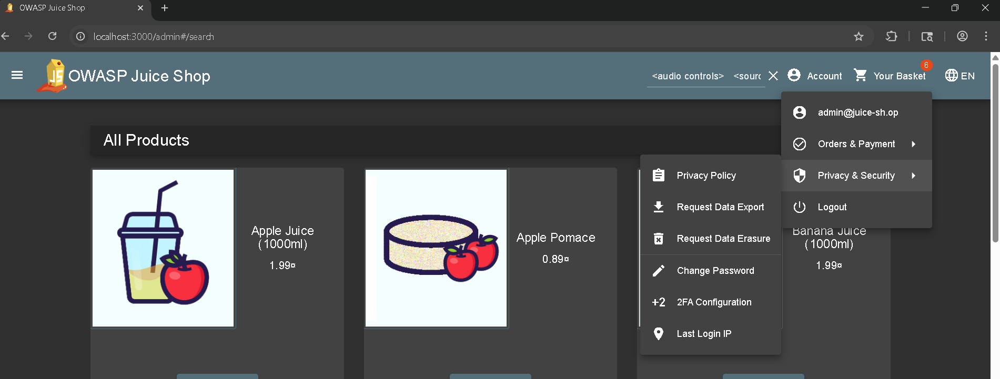 OWASP Juice Shop
localhost:3000/admin#/search
OWASP Juice Shop
<audio controls> <sourc
Account
6
Your Basket
EN
admin@juice-sh.op
Orders & Payment
Privacy & Security
Logout
Privacy Policy
Request Data Export
Request Data Erasure
Change Password
+2 2FA Configuration
Last Login IP
All Products
Apple Juice
(1000ml)
1.99¤
Apple Pomace
0.89¤
Banana Juice
(1000ml)
1.99¤